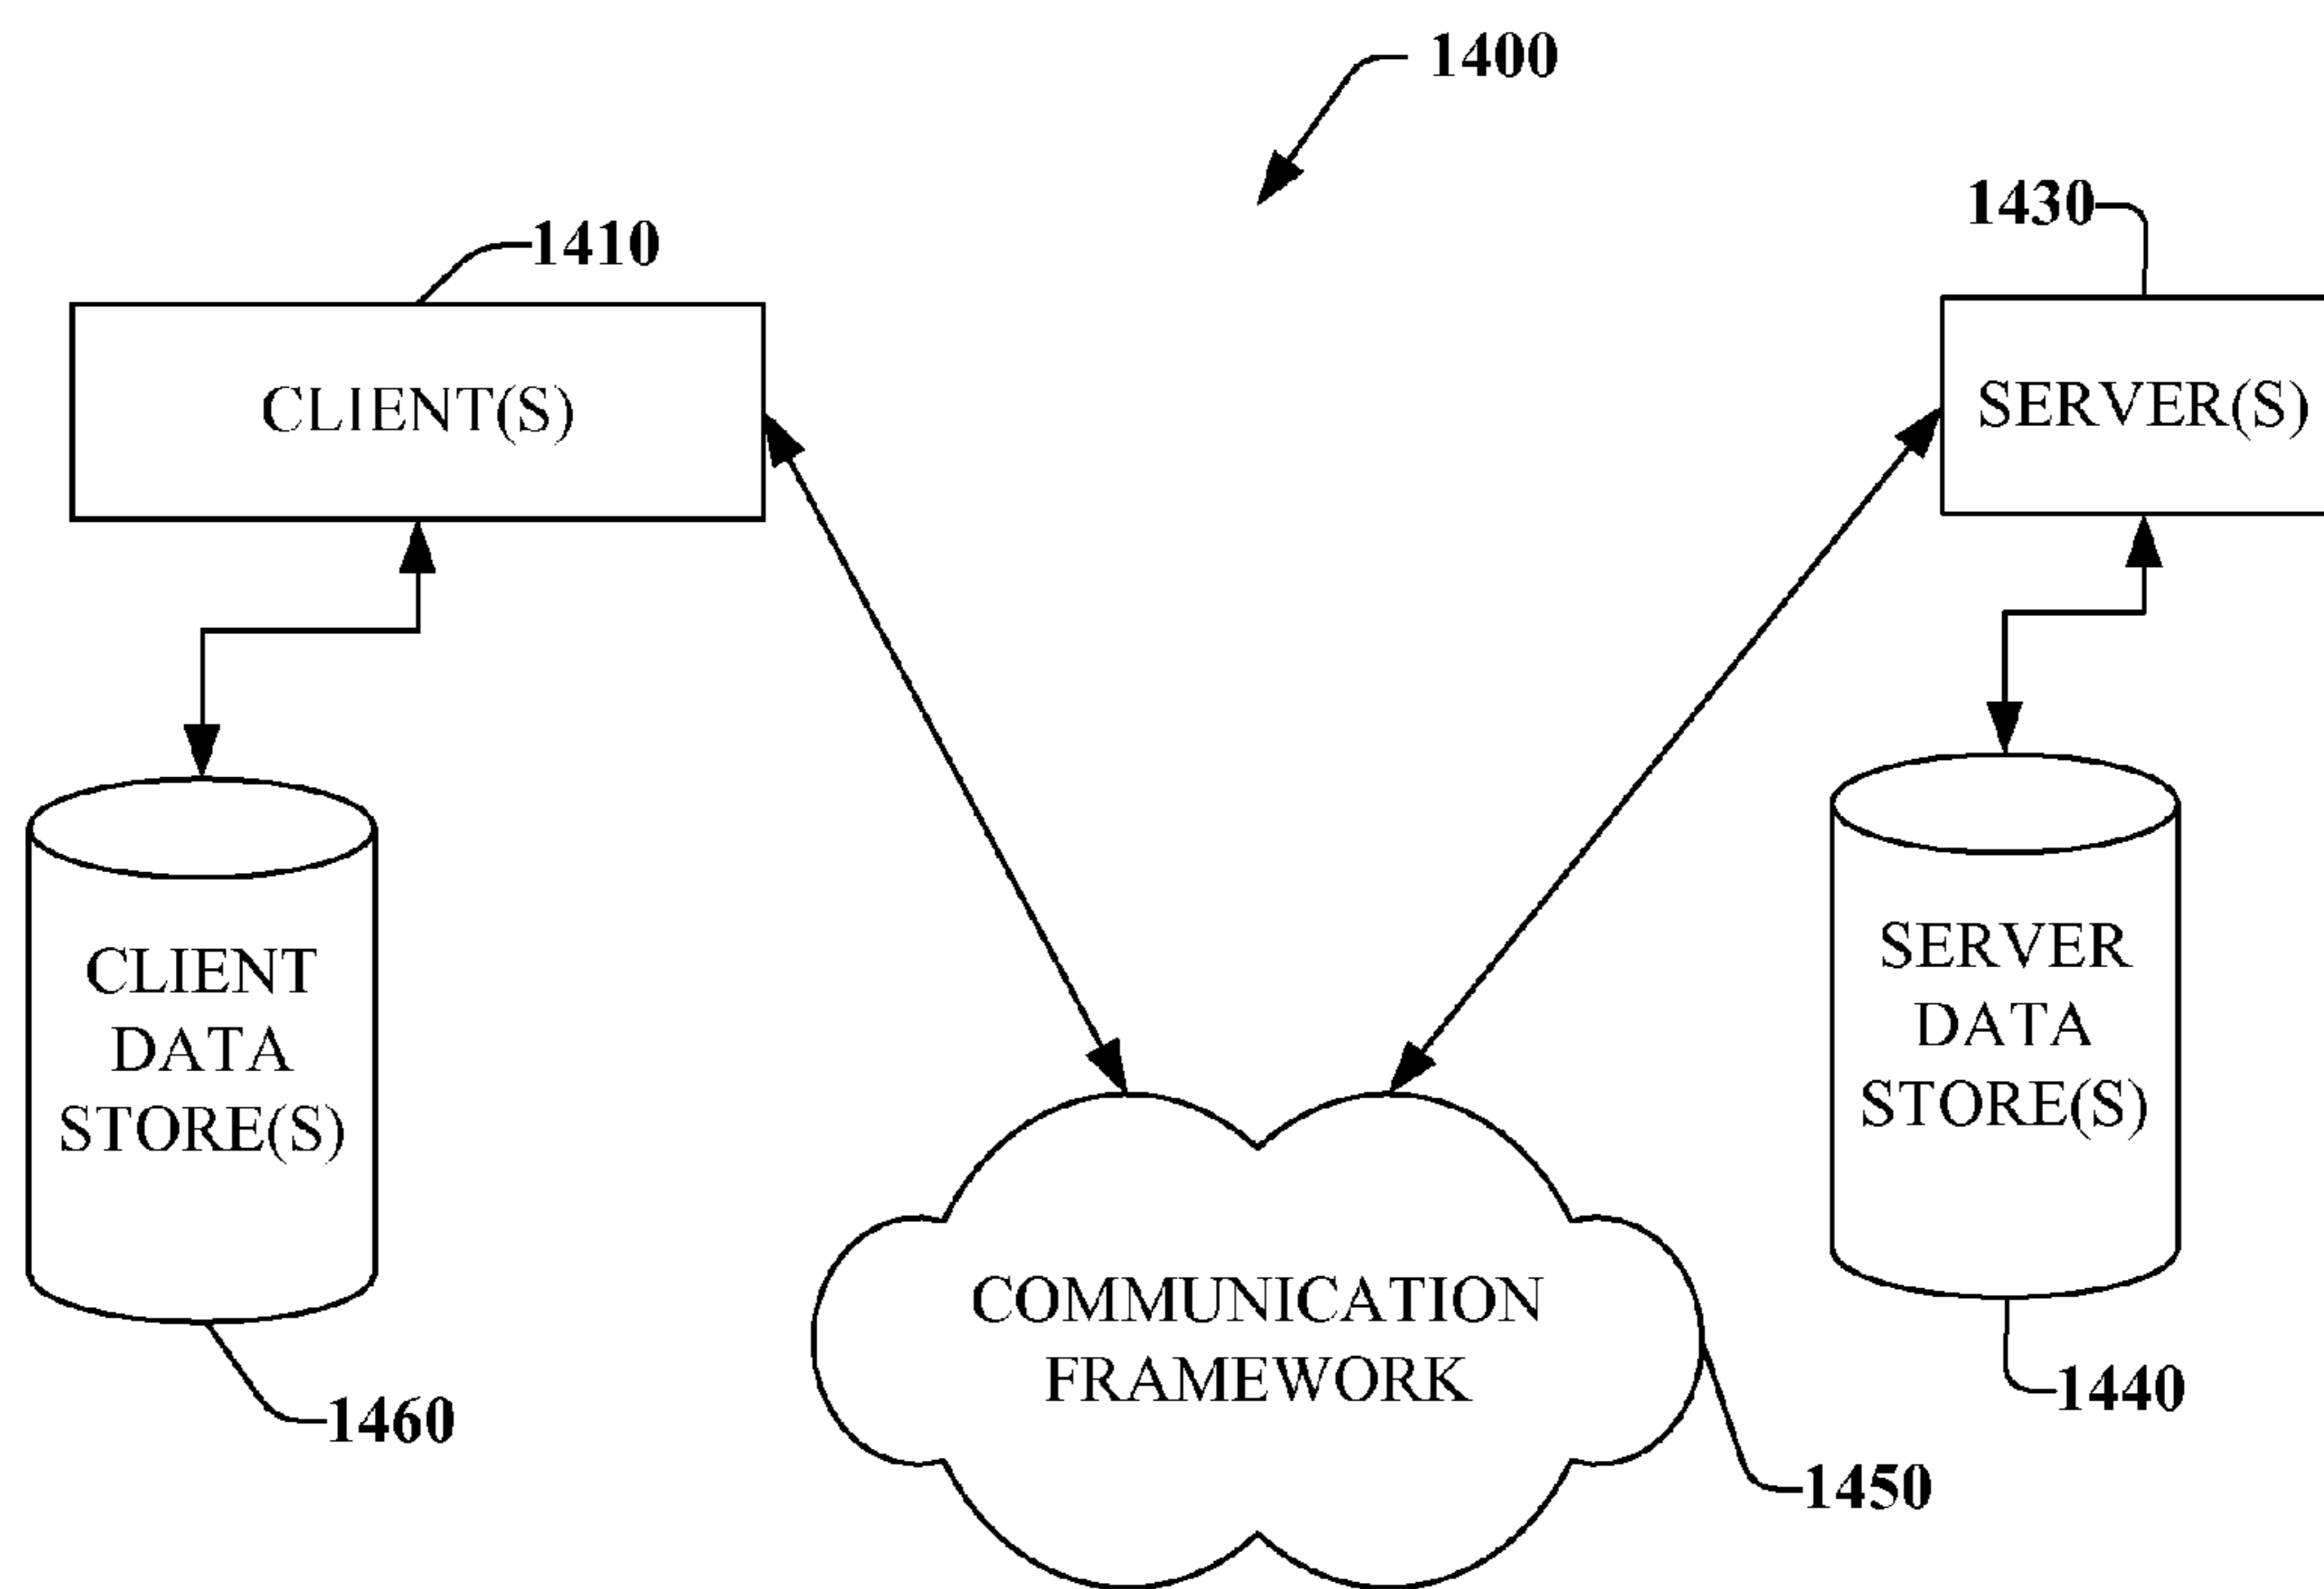 1400
1410
1430
CLIENT(S)
SERVER(S)
CLIENT
DATA
STORE(S)
SERVER
DATA
STORE(S)
COMMUNICATION
FRAMEWORK
1460
1440
1450